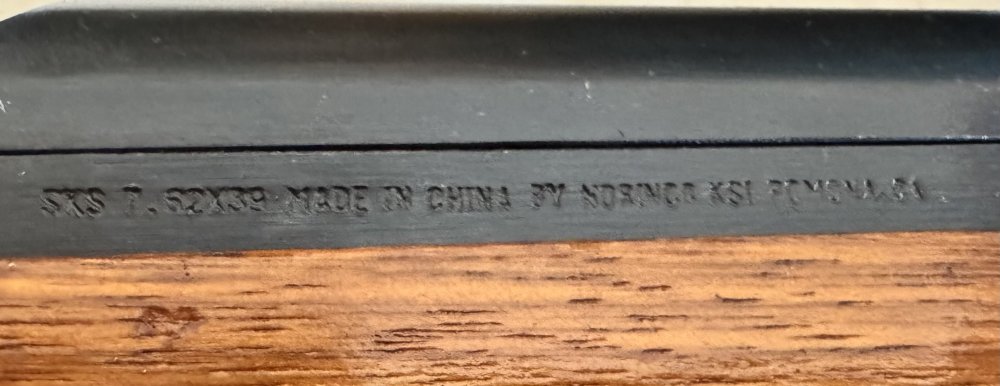 SKS 7.62X39 MADE IN CHINA BY NORINCO KSI POMONA.CA.